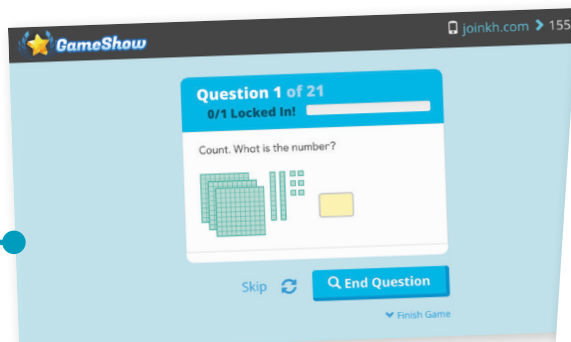 GameShow
joinkh.com > 155
Question 1 of 21
0/1 Locked In!
Count. What is the number?
Skip
End Question
Finish Game